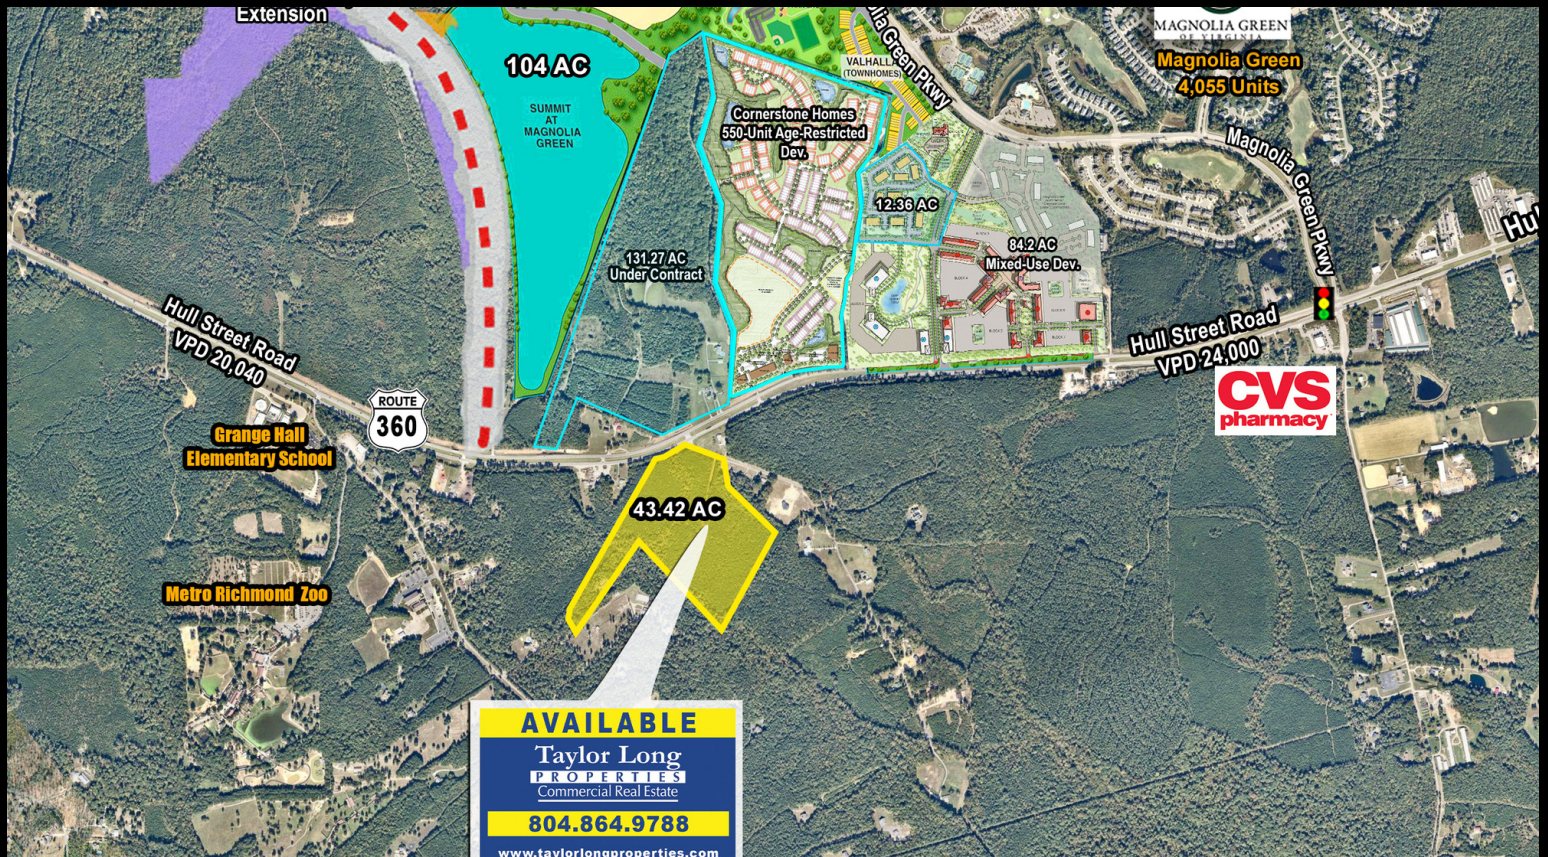 Extension
104 AC
SUMMIT
AT
MAGNOLIA
GREEN
VALHALLA
(TOWNHOMES)
Green Pkwy
MAGNOLIA GREEN
OF VIRGINIA
Magnolia Green
4,055 Units
Cornerstone Homes
550-Unit Age-Restricted
Dev.
Magnolia Green Pkwy
12.36 AC
84.2 AC
Mixed-Use Dev.
131.27 AC
Under Contract
Hull Street Road
VPD 20,040
Hull Street Road
VPD 24,000
CVS
pharmacy
ROUTE
360
Grange Hall
Elementary School
43.42 AC
Metro Richmond Zoo
AVAILABLE
Taylor Long
PROPERTIES
Commercial Real Estate
804.864.9788
www.taylorlongproperties.com